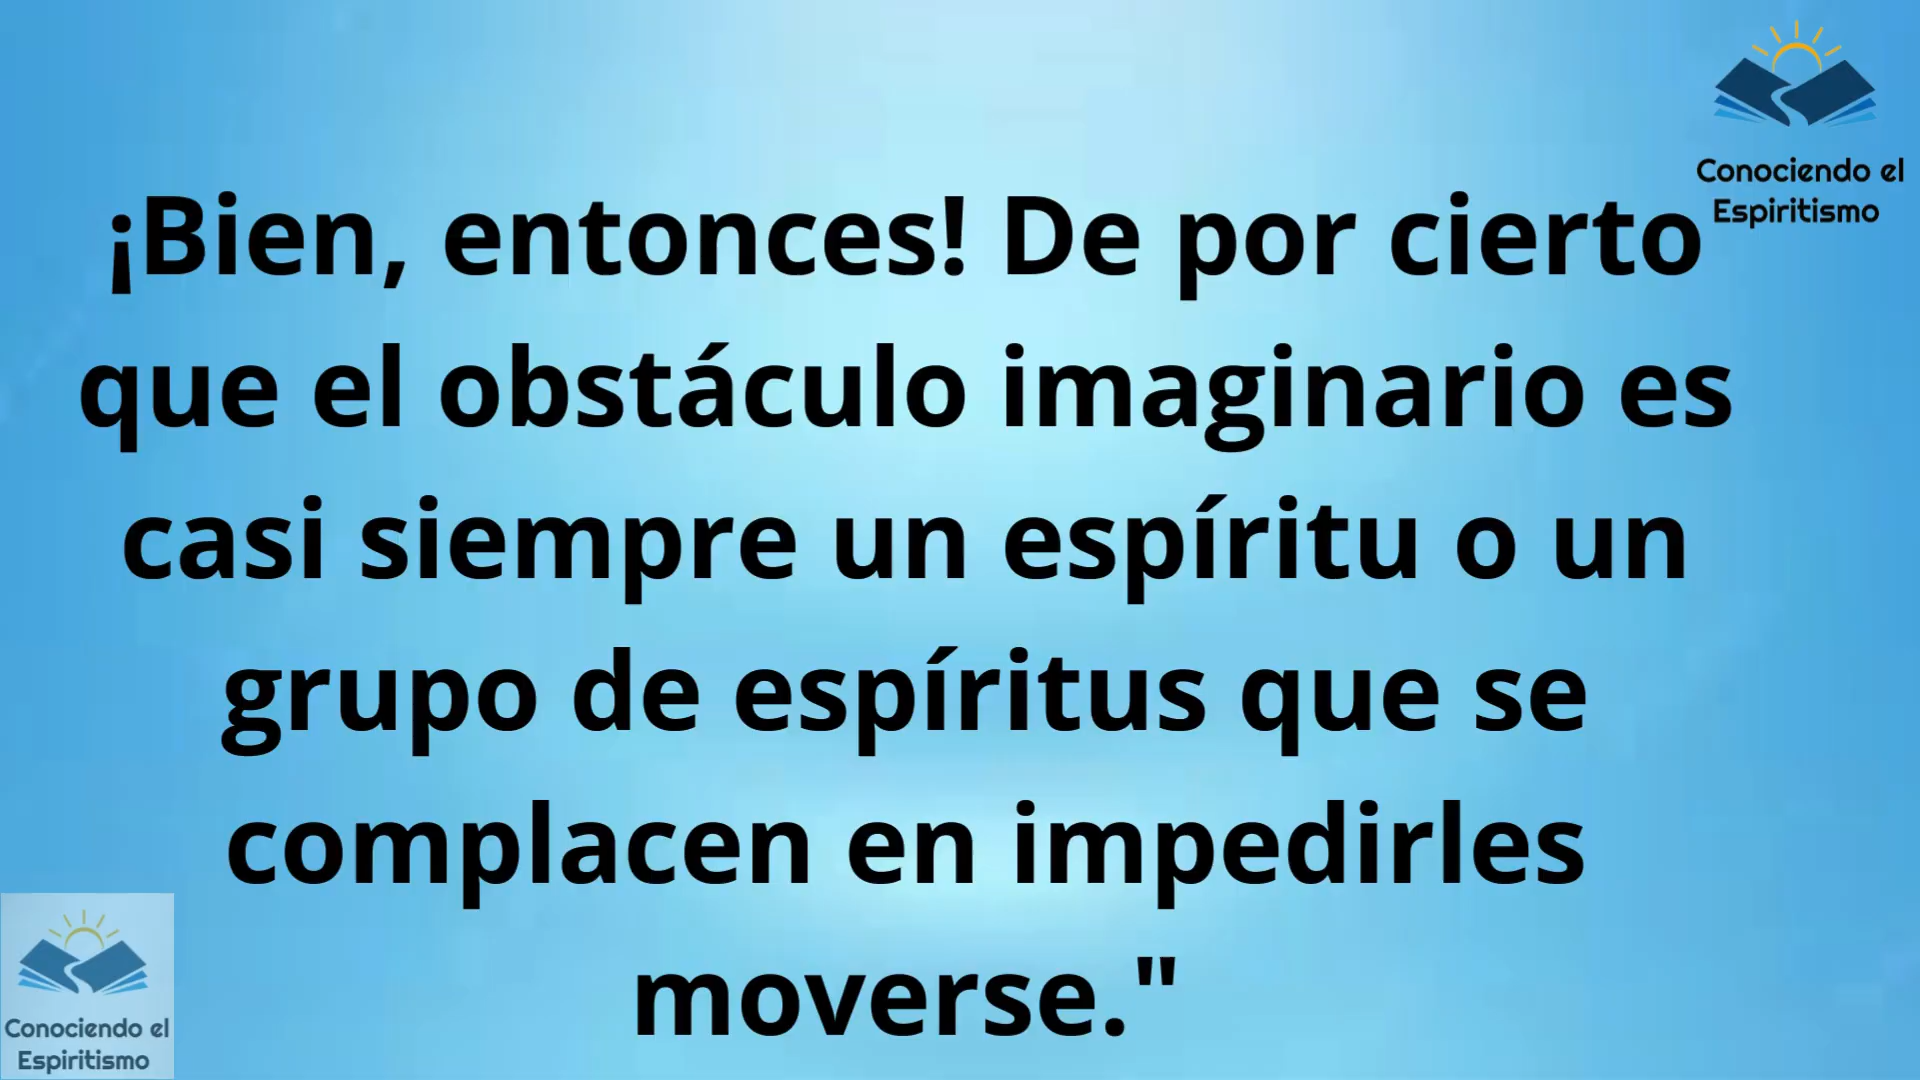 Conociendo el
Espiritismo
¡Bien, entonces! De por cierto
que el obstáculo imaginario es
casi siempre un espíritu o un
grupo de espíritus que se
complacen en impedirles
moverse."
Conociendo el
Espiritismo